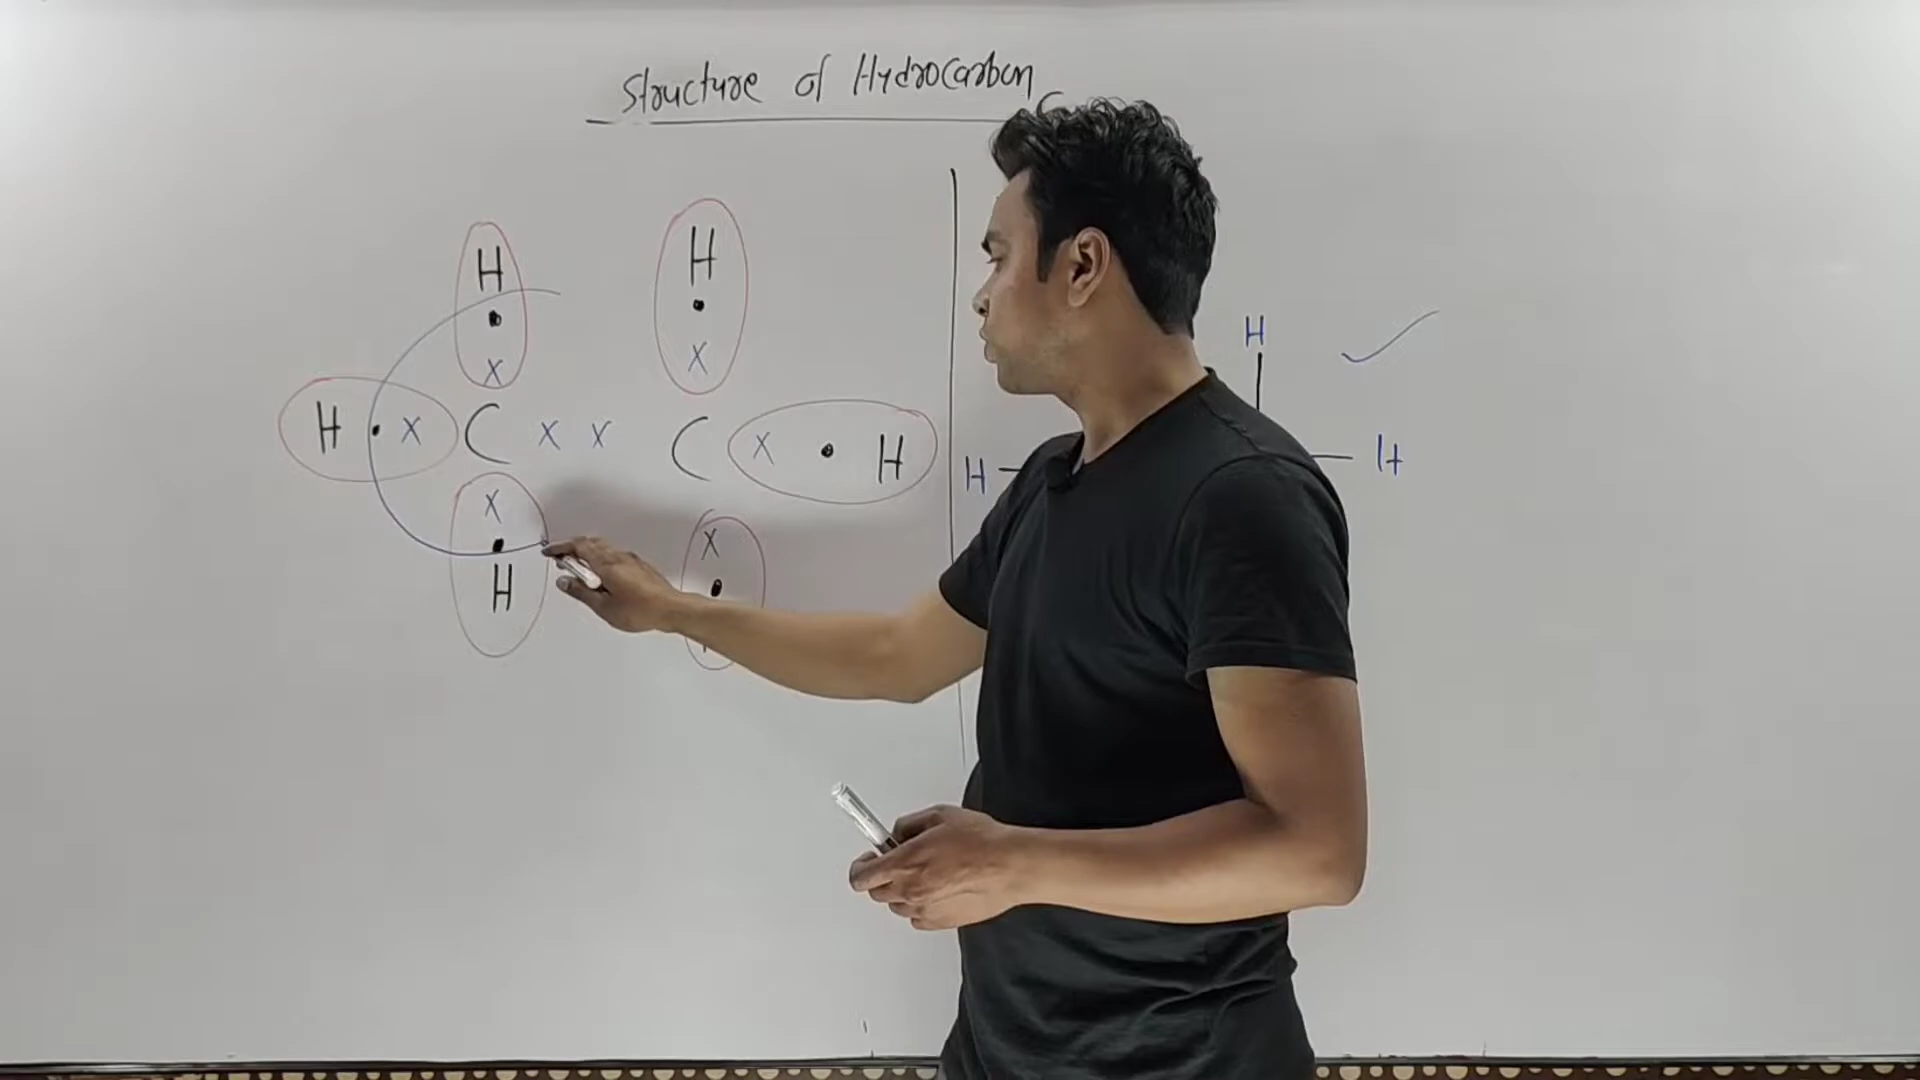 Structure of Hydrocarbon
H H
x x
H x C x x C x H
x x
H
H
H H